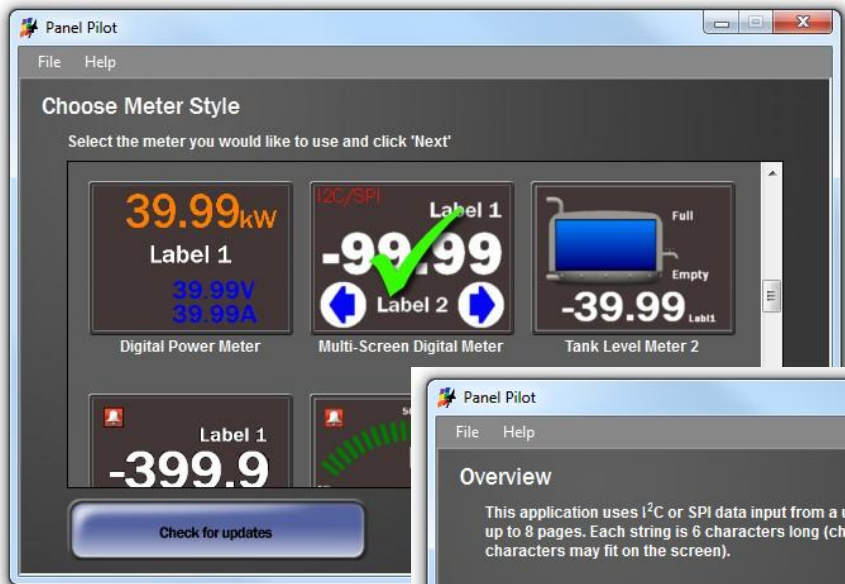 Panel Pilot
File Help
Choose Meter Style
Select the meter you would like to use and click 'Next'
39.99kW
Label 1
39.99V
39.99A
Digital Power Meter
I2C/SPI
Label 1
-99.99
Label 2
Multi-Screen Digital Meter
Full
Empty
-39.99 Labl1
Tank Level Meter 2
Label 1
-399.9
Check for updates
Panel Pilot
File Help
Overview
This application uses I²C or SPI data input from a
up to 8 pages. Each string is 6 characters long
characters may fit on the screen).